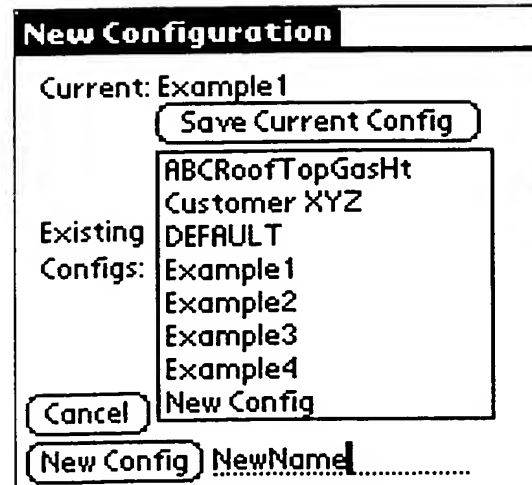 New Configuration
Current: Example1
Save Current Config
ABCRoofTopGasHt
Customer XYZ
Existing Configs:
DEFAULT
Example1
Example2
Example3
Example4
New Config
Cancel
New Config NewName